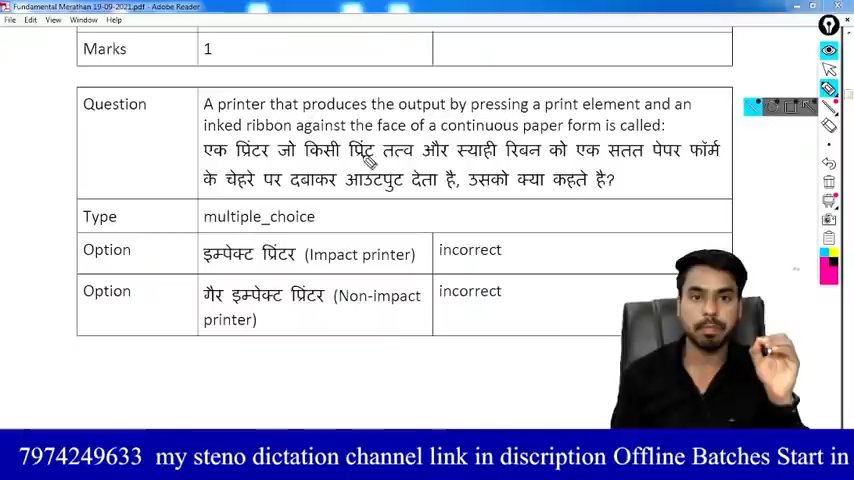 Fundamental Merathan 19-09-2021.pdf - Adobe Reader
File Edit View Window Help
Marks 1
Question A printer that produces the output by pressing a print element and an
inked ribbon against the face of a continuous paper form is called:
एक प्रिंटर जो किसी प्रिंट तत्व और स्याही रिबन को एक सतत पेपर फॉर्म
के चेहरे पर दबाकर आउटपुट देता है, उसको क्या कहते है?
Type multiple_choice
Option इम्पेक्ट प्रिंटर (Impact printer) incorrect
Option गैर इम्पेक्ट प्रिंटर (Non-impact incorrect
printer)
7974249633 my steno dictation channel link in discription Offline Batches Start in